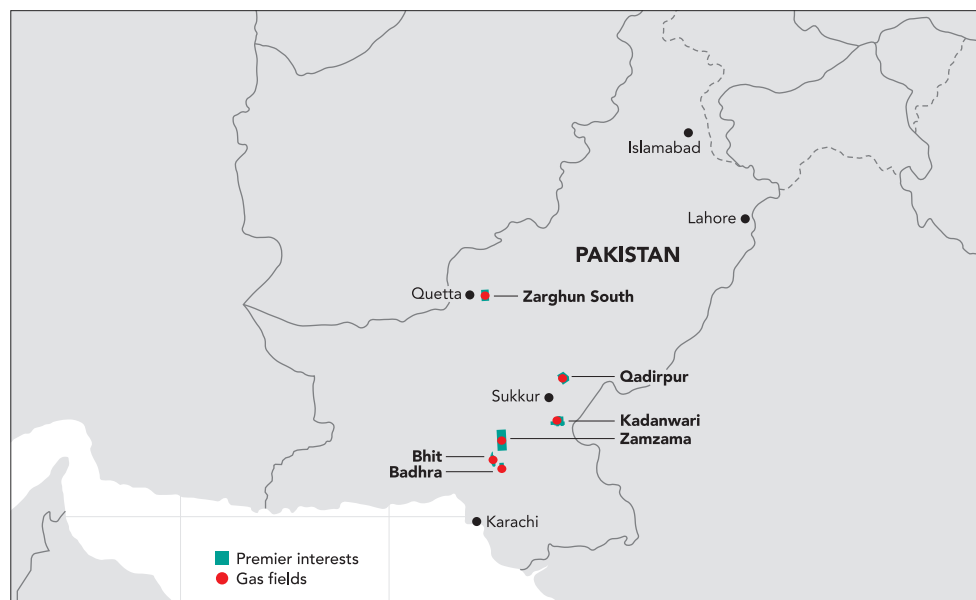 Islamabad
Lahore
PAKISTAN
Quetta
Zarghun South
Qadirpur
Sukkur
Kadanwari
Zamzama
Bhit
Badhra
Karachi
Premier interests
Gas fields